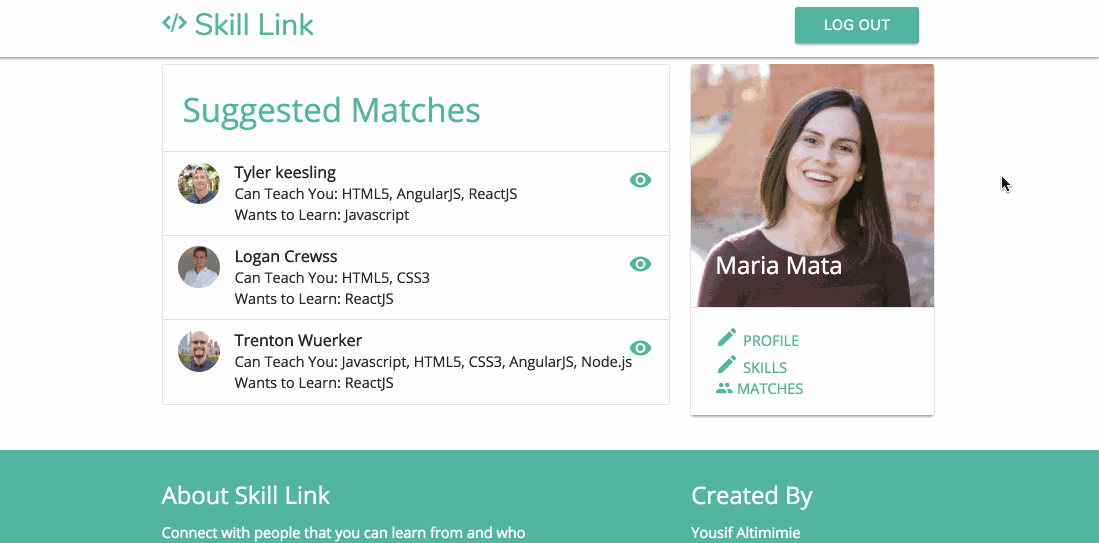 </> Skill Link
LOG OUT
Suggested Matches
Tyler keesling
Can Teach You: HTML5, AngularJS, ReactJS
Wants to Learn: Javascript
Logan Crewss
Can Teach You: HTML5, CSS3
Wants to Learn: ReactJS
Trenton Wuerker
Can Teach You: Javascript, HTML5, CSS3, AngularJS, Node.js
Wants to Learn: ReactJS
Maria Mata
PROFILE
SKILLS
MATCHES
About Skill Link
Connect with people that you can learn from and who
Created By
Yousif Altimimie